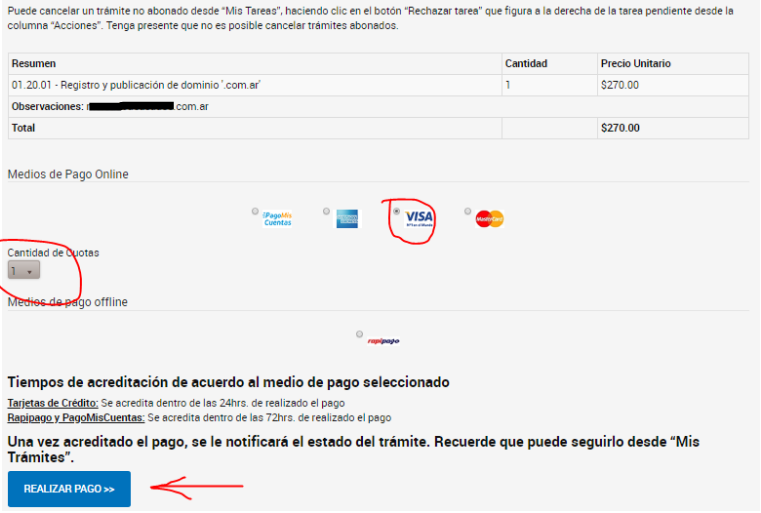 Puede cancelar un trámite no abonado desde “Mis Tareas”, haciendo clic en el botón “Rechazar tarea” que figura a la derecha de la tarea pendiente desde la
columna “Acciones”. Tenga presente que no es posible cancelar trámites abonados.
Resumen Cantidad Precio Unitario
01.20.01 - Registro y publicación de dominio '.com.ar' 1 $270.00
Observaciones: .com.ar
Total $270.00
Medios de Pago Online
PagoMis
Cuentas
VISA
MasterCard
Cantidad de Cuotas
1
Medios de pago offline
rapipago
Tiempos de acreditación de acuerdo al medio de pago seleccionado
Tarjetas de Crédito: Se acredita dentro de las 24hrs. de realizado el pago
Rapipago y PagoMisCuentas: Se acredita dentro de las 72hrs. de realizado el pago
Una vez acreditado el pago, se le notificará el estado del trámite. Recuerde que puede seguirlo desde “Mis
Trámites”.
REALIZAR PAGO >>